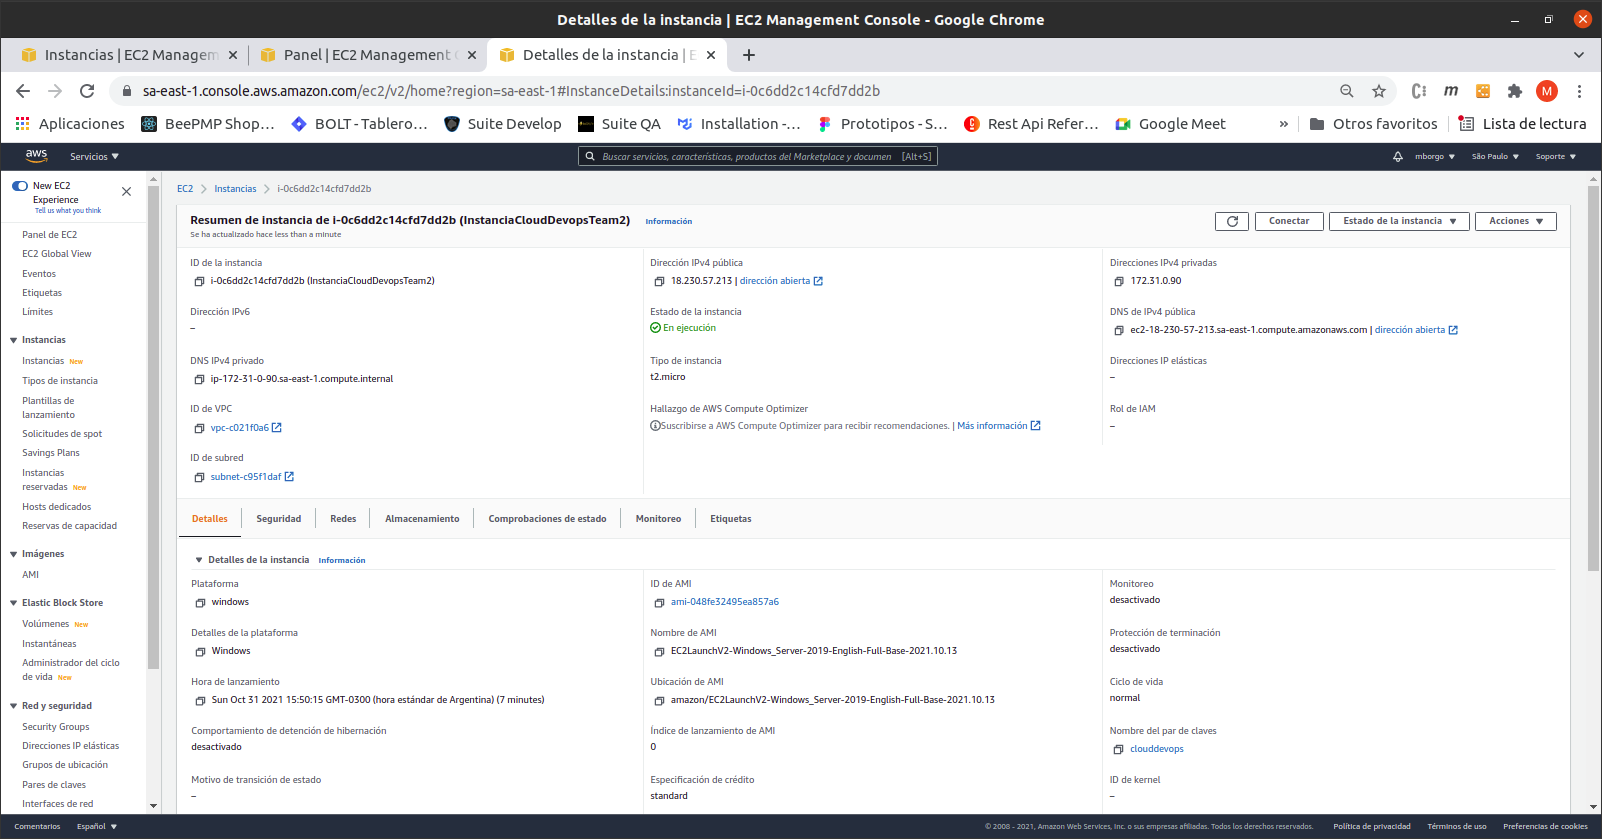 Detalles de la instancia | EC2 Management Console - Google Chrome
Instancias | EC2 Managem
Panel | EC2 Management C
Detalles de la instancia | E
sa-east-1.console.aws.amazon.com/ec2/v2/home?region=sa-east-1#InstanceDetails:instanceId=i-0c6dd2c14cfd7dd2b
M
Aplicaciones
BeePMP Shop...
BOLT - Tablero...
Suite Develop
Suite QA
Installation -...
Prototipos - S...
Rest Api Refer...
Google Meet
»
Otros favoritos
Lista de lectura
aws
Servicios
Buscar servicios, características, productos del Marketplace y documen [Alt+S]
mborgo
São Paulo
Soporte
New EC2
Experience
Tell us what you think
Panel de EC2
EC2 Global View
Eventos
Etiquetas
Límites
Instancias
Instancias New
Tipos de instancia
Plantillas de
lanzamiento
Solicitudes de spot
Savings Plans
Instancias
reservadas New
Hosts dedicados
Reservas de capacidad
Imágenes
AMI
Elastic Block Store
Volúmenes New
Instantáneas
Administrador del ciclo
de vida New
Red y seguridad
Security Groups
Direcciones IP elásticas
Grupos de ubicación
Pares de claves
Interfaces de red
EC2 > Instancias > i-0c6dd2c14cfd7dd2b
Resumen de instancia de i-0c6dd2c14cfd7dd2b (InstanciaCloudDevopsTeam2) Información
Se ha actualizado hace less than a minute
Conectar
Estado de la instancia
Acciones
ID de la instancia
i-0c6dd2c14cfd7dd2b (InstanciaCloudDevopsTeam2)
Dirección IPv4 pública
18.230.57.213 | dirección abierta
Direcciones IPv4 privadas
172.31.0.90
Dirección IPv6
–
Estado de la instancia
En ejecución
DNS de IPv4 pública
ec2-18-230-57-213.sa-east-1.compute.amazonaws.com | dirección abierta
DNS IPv4 privado
ip-172-31-0-90.sa-east-1.compute.internal
Tipo de instancia
t2.micro
Direcciones IP elásticas
–
ID de VPC
vpc-c021f0a6
Hallazgo de AWS Compute Optimizer
Suscribirse a AWS Compute Optimizer para recibir recomendaciones. | Más información
Rol de IAM
–
ID de subred
subnet-c95f1daf
Detalles
Seguridad
Redes
Almacenamiento
Comprobaciones de estado
Monitoreo
Etiquetas
Detalles de la instancia Información
Plataforma
windows
ID de AMI
ami-048fe32495ea857a6
Monitoreo
desactivado
Detalles de la plataforma
Windows
Nombre de AMI
EC2LaunchV2-Windows_Server-2019-English-Full-Base-2021.10.13
Protección de terminación
desactivado
Hora de lanzamiento
Sun Oct 31 2021 15:50:15 GMT-0300 (hora estándar de Argentina) (7 minutes)
Ubicación de AMI
amazon/EC2LaunchV2-Windows_Server-2019-English-Full-Base-2021.10.13
Ciclo de vida
normal
Comportamiento de detención de hibernación
desactivado
Índice de lanzamiento de AMI
0
Nombre del par de claves
clouddevops
Motivo de transición de estado
–
Especificación de crédito
standard
ID de kernel
–
Comentarios
Español
© 2008 - 2021, Amazon Web Services, Inc. o sus empresas afiliadas. Todos los derechos reservados.
Política de privacidad
Términos de uso
Preferencias de cookies